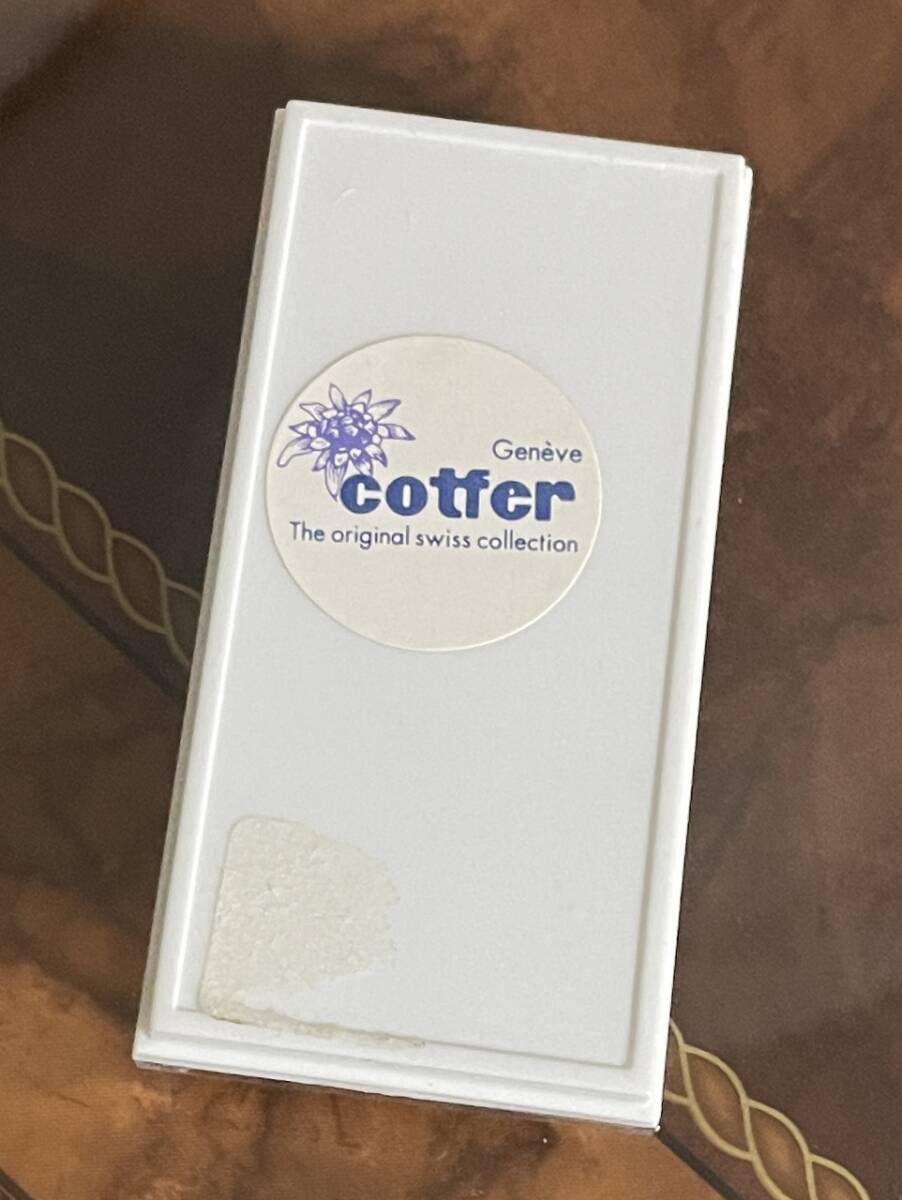 Genève
cotfer
The original swiss collection